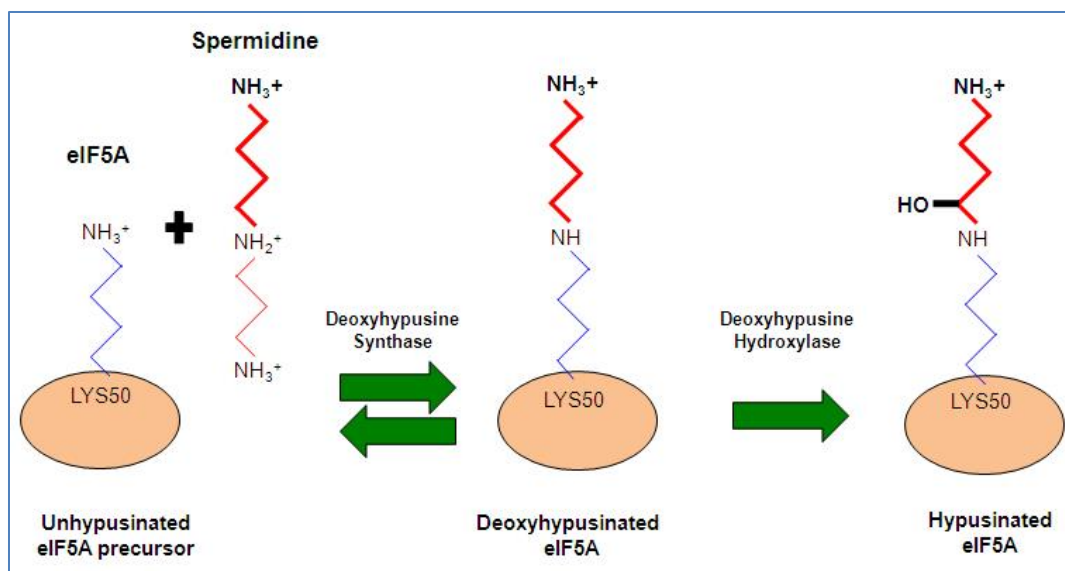 Spermidine
NH₃+
NH₃+
NH₃+
eIF5A
NH₃⁺
NH₂⁺
NH
HO
NH
Deoxyhypusine
Synthase
Deoxyhypusine
Hydroxylase
NH₃⁺
LYS50
LYS50
LYS50
Unhypusinated
eIF5A precursor
Deoxyhypusinated
eIF5A
Hypusinated
eIF5A